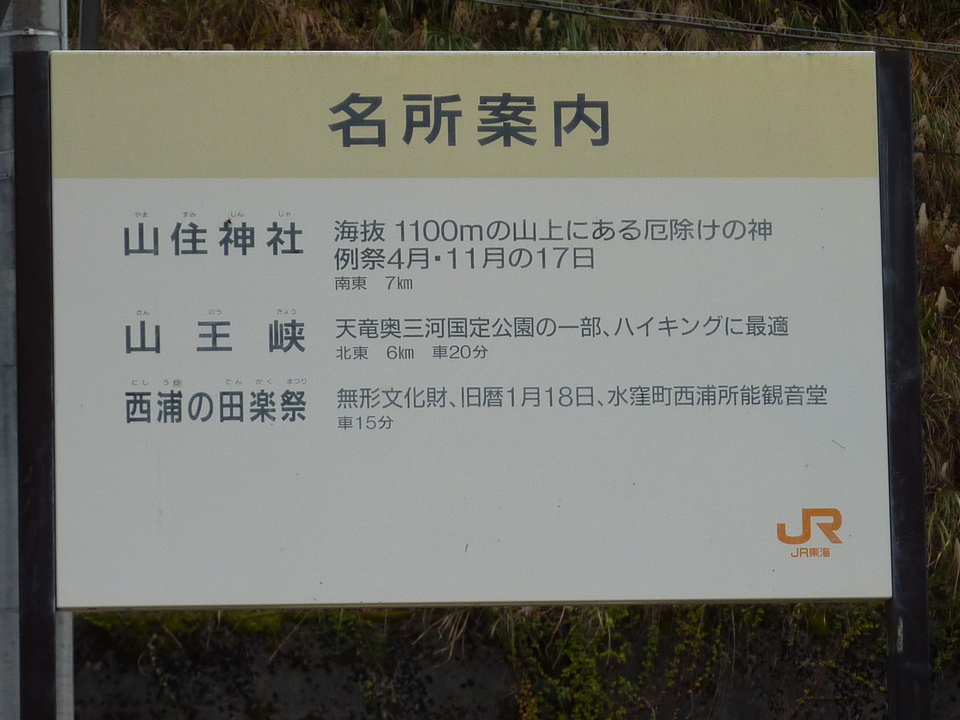 名所案内
やま すみ しん じゃ
山住神社 海抜 1100mの山上にある厄除けの神
例祭4月・11月の17日
南東 7㎞
さん のう きょう
山王峡 天竜奥三河国定公園の一部、ハイキングに最適
北東 6㎞ 車20分
にし うれ でん がく まつり
西浦の田楽祭 無形文化財、旧暦1月18日、水窪町西浦所能観音堂
車15分
JR
JR東海